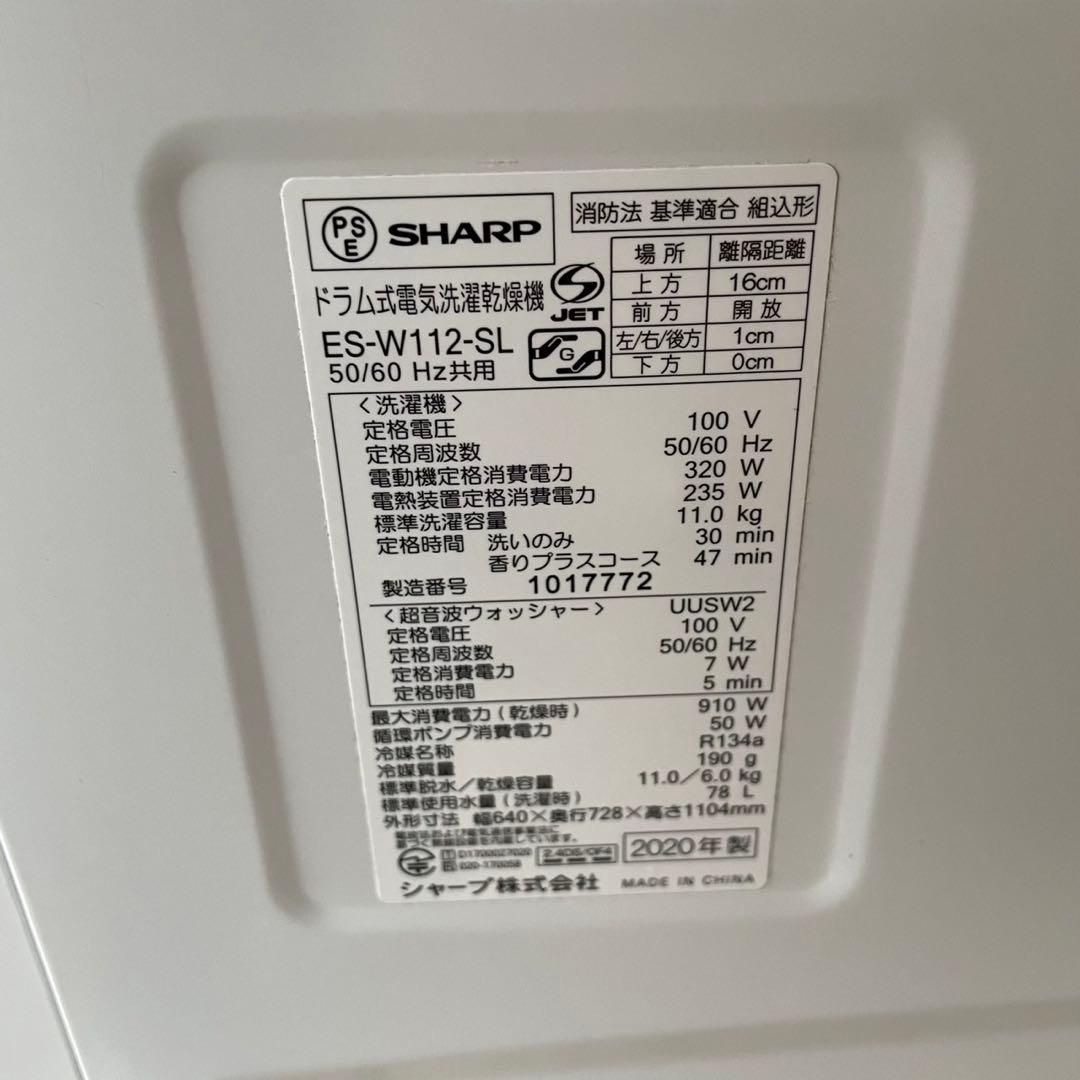 PS E SHARP
消防法 基準適合 組込形
場所 離隔距離
上方 16cm
前方 開放
左/右/後方 1cm
下方 0cm
ドラム式電気洗濯乾燥機
S JET
ES-W112-SL
G
50/60 Hz共用
〈洗濯機〉
定格電圧 100 V
定格周波数 50/60 Hz
電動機定格消費電力 320 W
電熱装置定格消費電力 235 W
標準洗濯容量 11.0 kg
定格時間 洗いのみ 30 min
香りプラスコース 47 min
製造番号 1017772
〈超音波ウォッシャー〉 UUSW2
定格電圧 100 V
定格周波数 50/60 Hz
定格消費電力 7 W
定格時間 5 min
最大消費電力(乾燥時) 910 W
循環ポンプ消費電力 50 W
冷媒名称 R134a
冷媒質量 190 g
標準脱水/乾燥容量 11.0/6.0 kg
標準使用水量(洗濯時) 78 L
外形寸法 幅640×奥行728×高さ1104mm
2.4DS/OF4
2020年製
シャープ株式会社 MADE IN CHINA